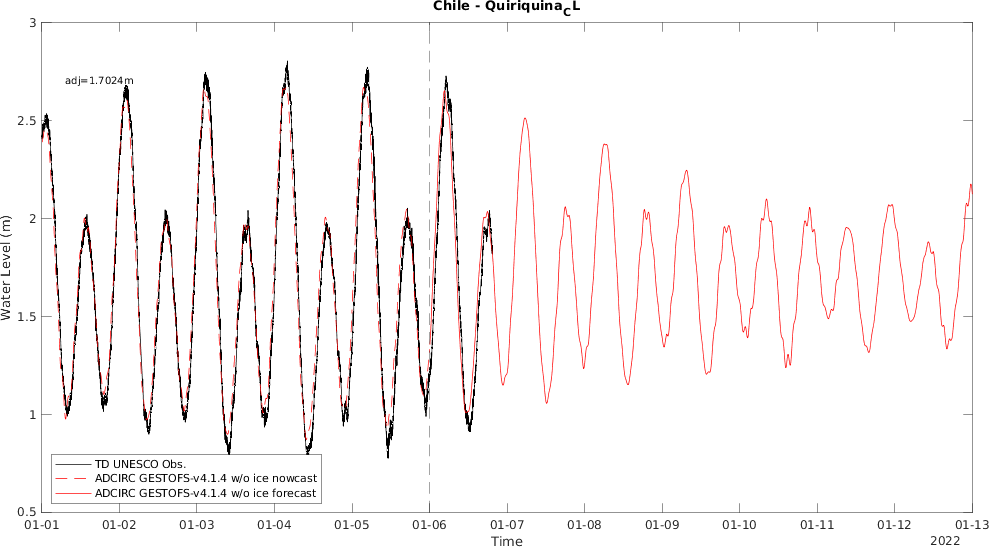 Chile - Quiriquina_CL
3
adj=1.7024m
2.5
2
Water Level (m)
1.5
1
TD UNESCO Obs.
ADCIRC GESTOFS-v4.1.4 w/o ice nowcast
ADCIRC GESTOFS-v4.1.4 w/o ice forecast
0.5
01-01 01-02 01-03 01-04 01-05 01-06 01-07 01-08 01-09 01-10 01-11 01-12 01-13
Time
2022